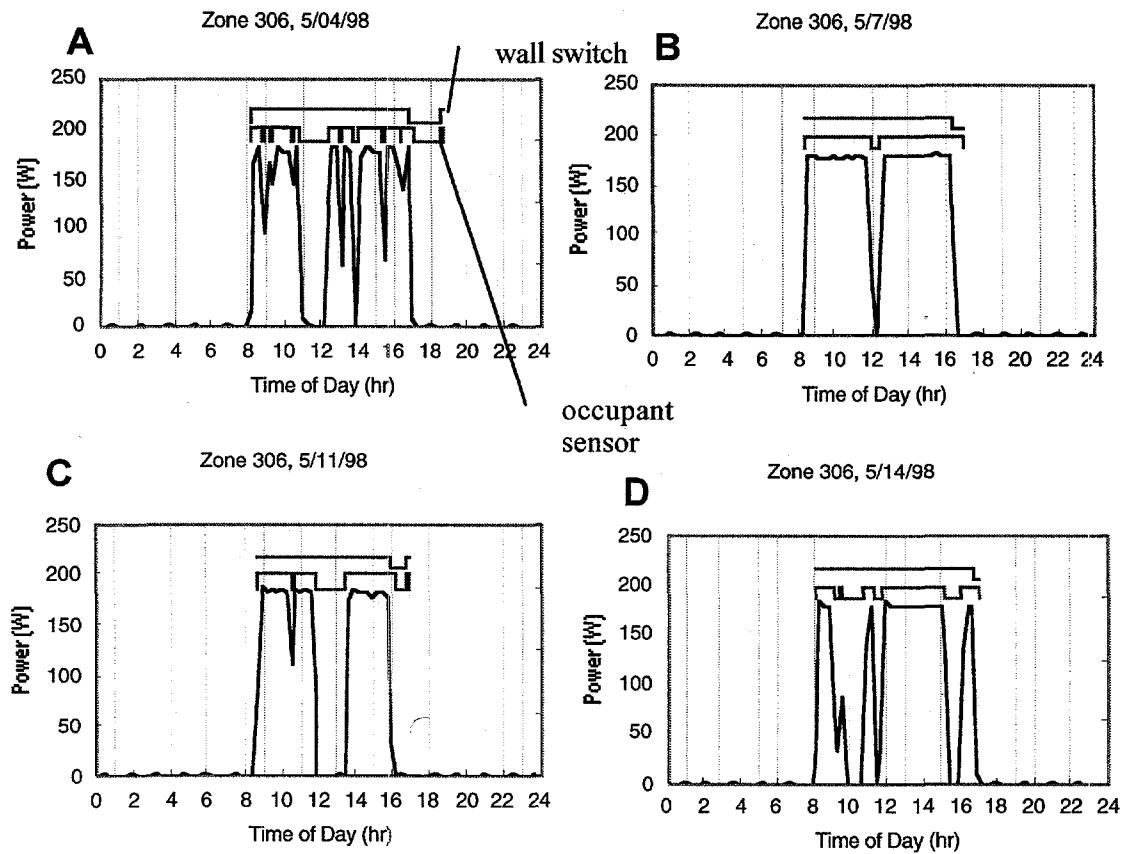 Zone 306, 5/04/98
A
wall switch
250
200
150
100
50
0
Power [W]
0 2 4 6 8 10 12 14 16 18 20 22 24
Time of Day (hr)
occupant
sensor
Zone 306, 5/7/98
B
250
200
150
100
50
0
Power [W]
0 2 4 6 8 10 12 14 16 18 20 22 24
Time of Day (hr)
Zone 306, 5/11/98
C
250
200
150
100
50
0
Power [W]
0 2 4 6 8 10 12 14 16 18 20 22 24
Time of Day (hr)
Zone 306, 5/14/98
D
250
200
150
100
50
0
Power [W]
0 2 4 6 8 10 12 14 16 18 20 22 24
Time of Day (hr)